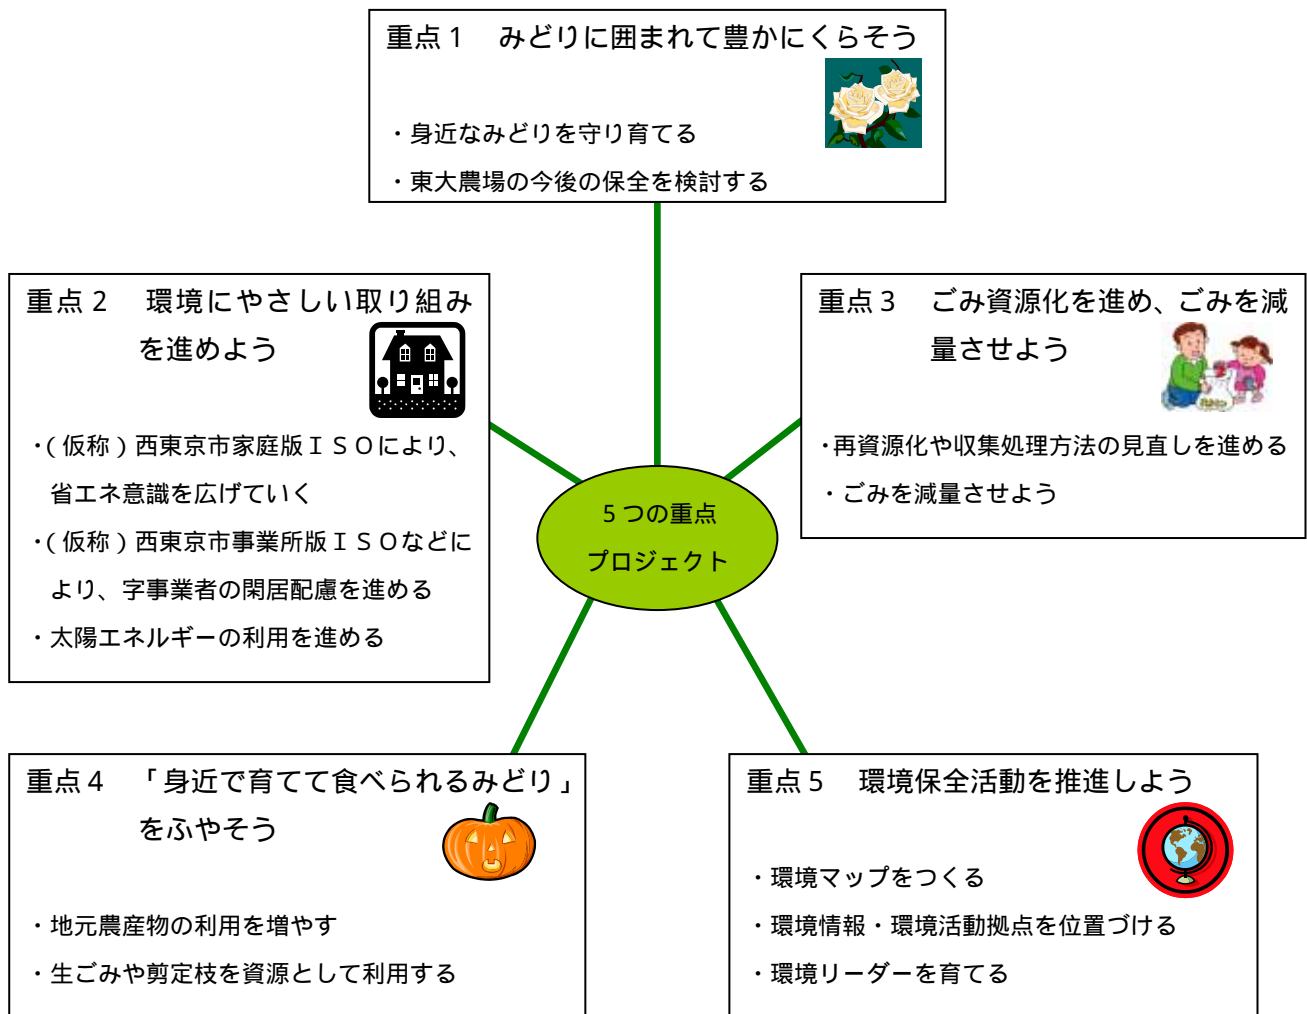 重点1 みどりに囲まれて豊かにくらそう
・身近なみどりを守り育てる
・東大農場の今後の保全を検討する
重点2 環境にやさしい取り組み
を進めよう
・(仮称)西東京市家庭版ISOにより、
省エネ意識を広げていく
・(仮称)西東京市事業所版ISOなどに
より、字事業者の閑居配慮を進める
・太陽エネルギーの利用を進める
重点3 ごみ資源化を進め、ごみを減
量させよう
・再資源化や収集処理方法の見直しを進める
・ごみを減量させよう
5つの重点
プロジェクト
重点4 「身近で育てて食べられるみどり」
をふやそう
・地元農産物の利用を増やす
・生ごみや剪定枝を資源として利用する
重点5 環境保全活動を推進しよう
・環境マップをつくる
・環境情報・環境活動拠点を位置づける
・環境リーダーを育てる